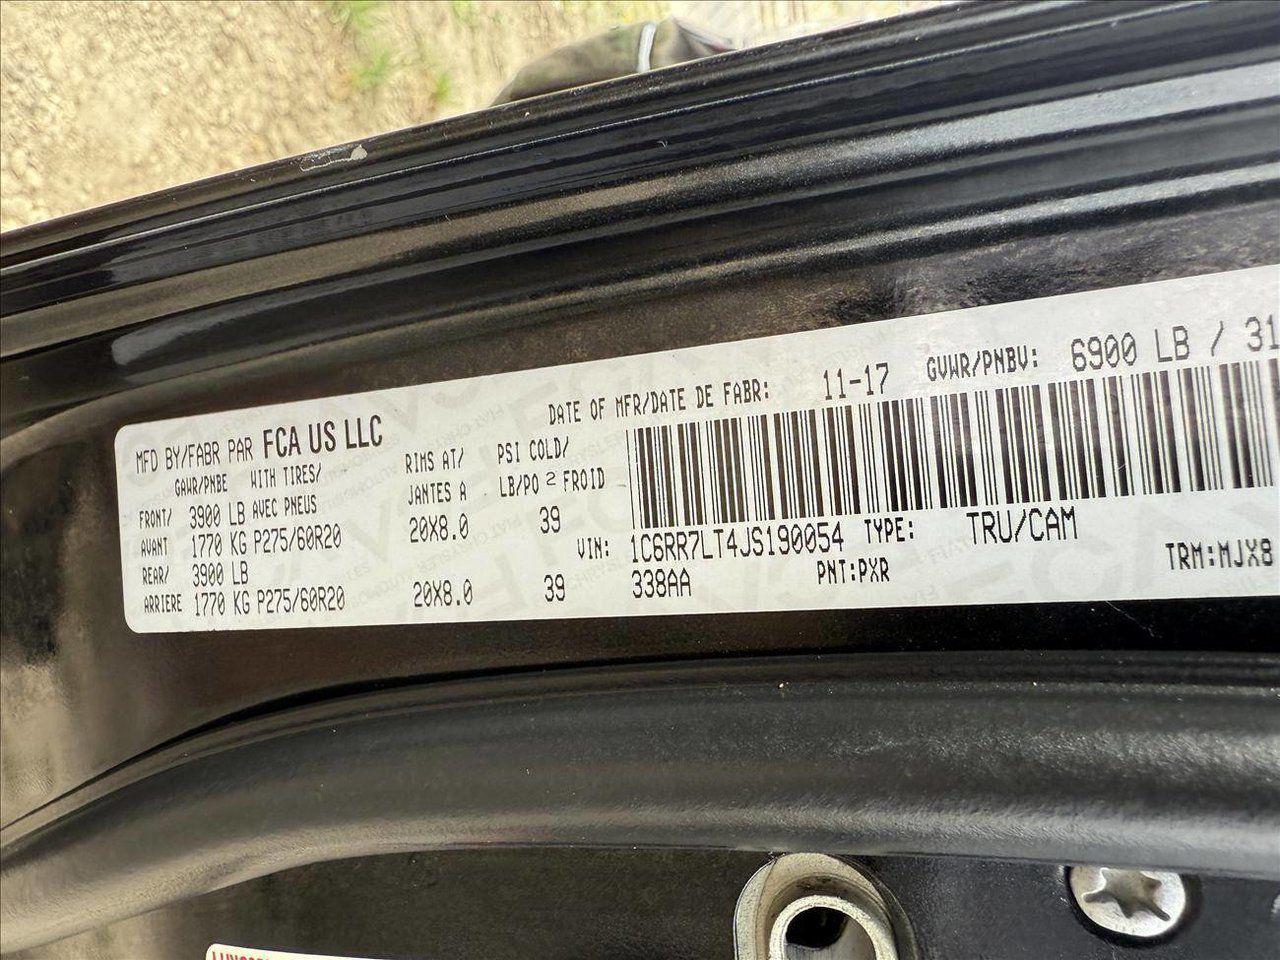 MFD BY/FABR PAR FCA US LLC DATE OF MFR/DATE DE FABR: 11-17 GVWR/PNBV: 6900 LB / 31
GAWR/PNBE WITH TIRES/ RIMS AT/ PSI COLD/
AVEC PNEUS JANTES A LB/PO 2 FROID
FRONT/ 3900 LB
AVANT 1770 KG P275/60R20 20X8.0 39
REAR/ 3900 LB
ARRIERE 1770 KG P275/60R20 20X8.0 39
VIN: 1C6RR7LT4JS190054 TYPE: TRU/CAM
338AA PNT:PXR TRM:MJX8